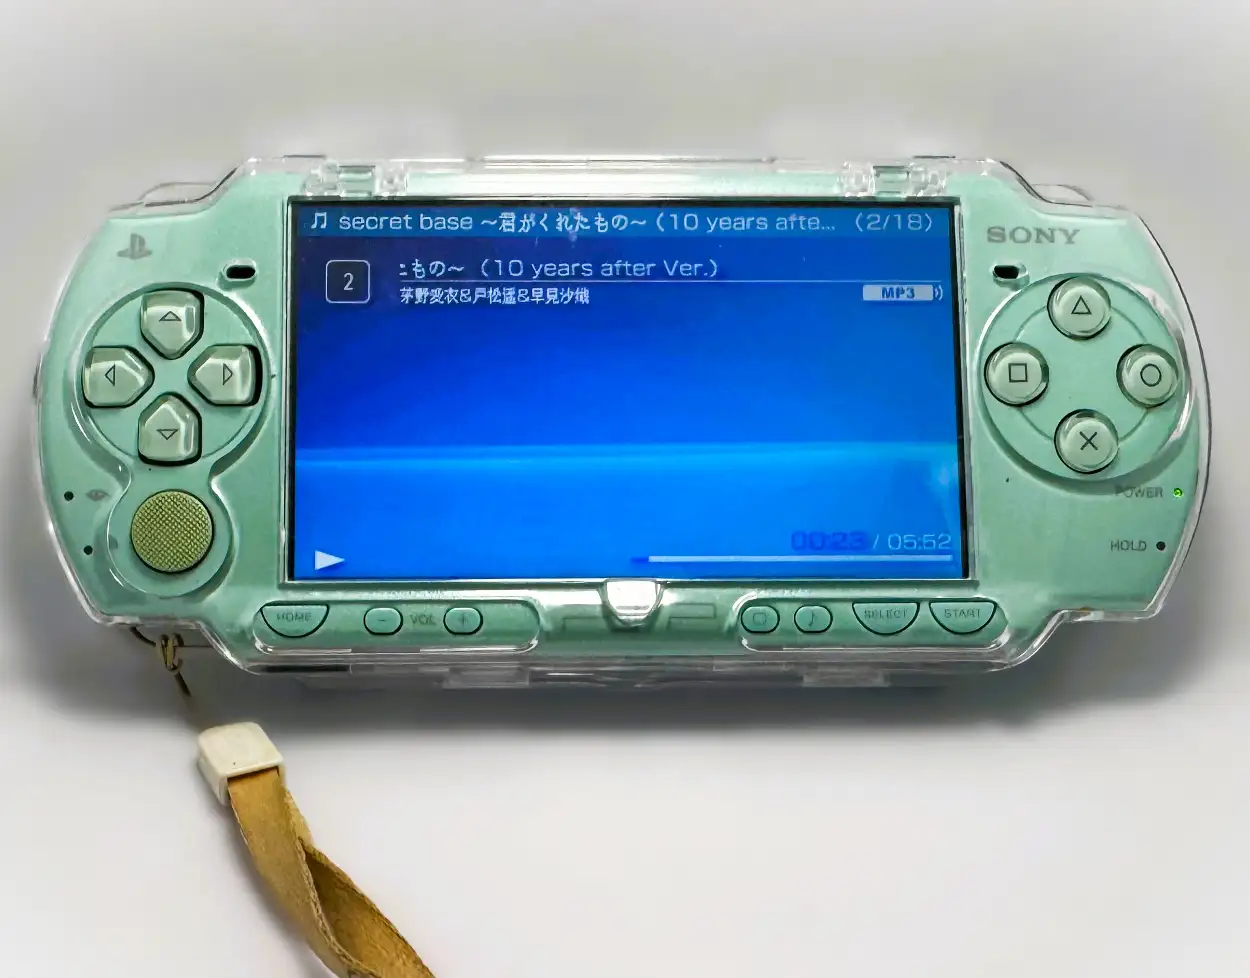 ♫ secret base ～君がくれたもの～（10 years afte... (2/18)
SONY
2
こもの～（10 years after Ver.）
茅野愛衣&戸松遥&早見沙織
MP3
POWER
00:23 / 05:52
HOLD
HOME
VOL
SELECT
START